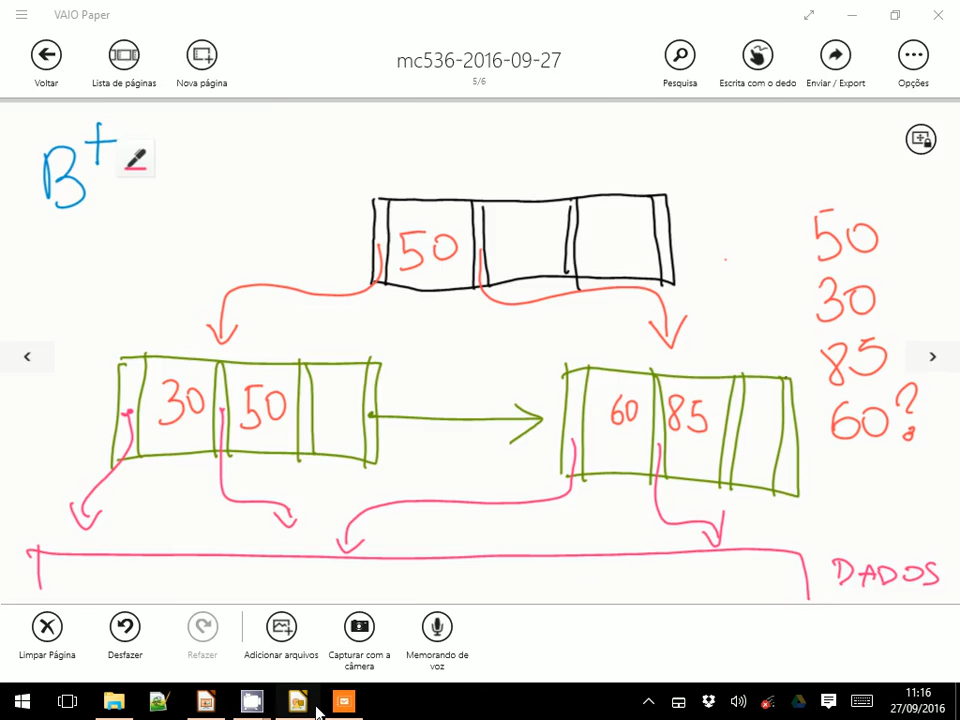 VAIO Paper
Voltar
Lista de páginas
Nova página
mc536-2016-09-27
5/6
Pesquisa
Escrita com o dedo
Enviar / Export
Opções
B+
50
50
30
85
60?
30 50
60 85
DADOS
Limpar Página
Desfazer
Refazer
Adicionar arquivos
Capturar com a
câmera
Memorando de
voz
11:16
27/09/2016